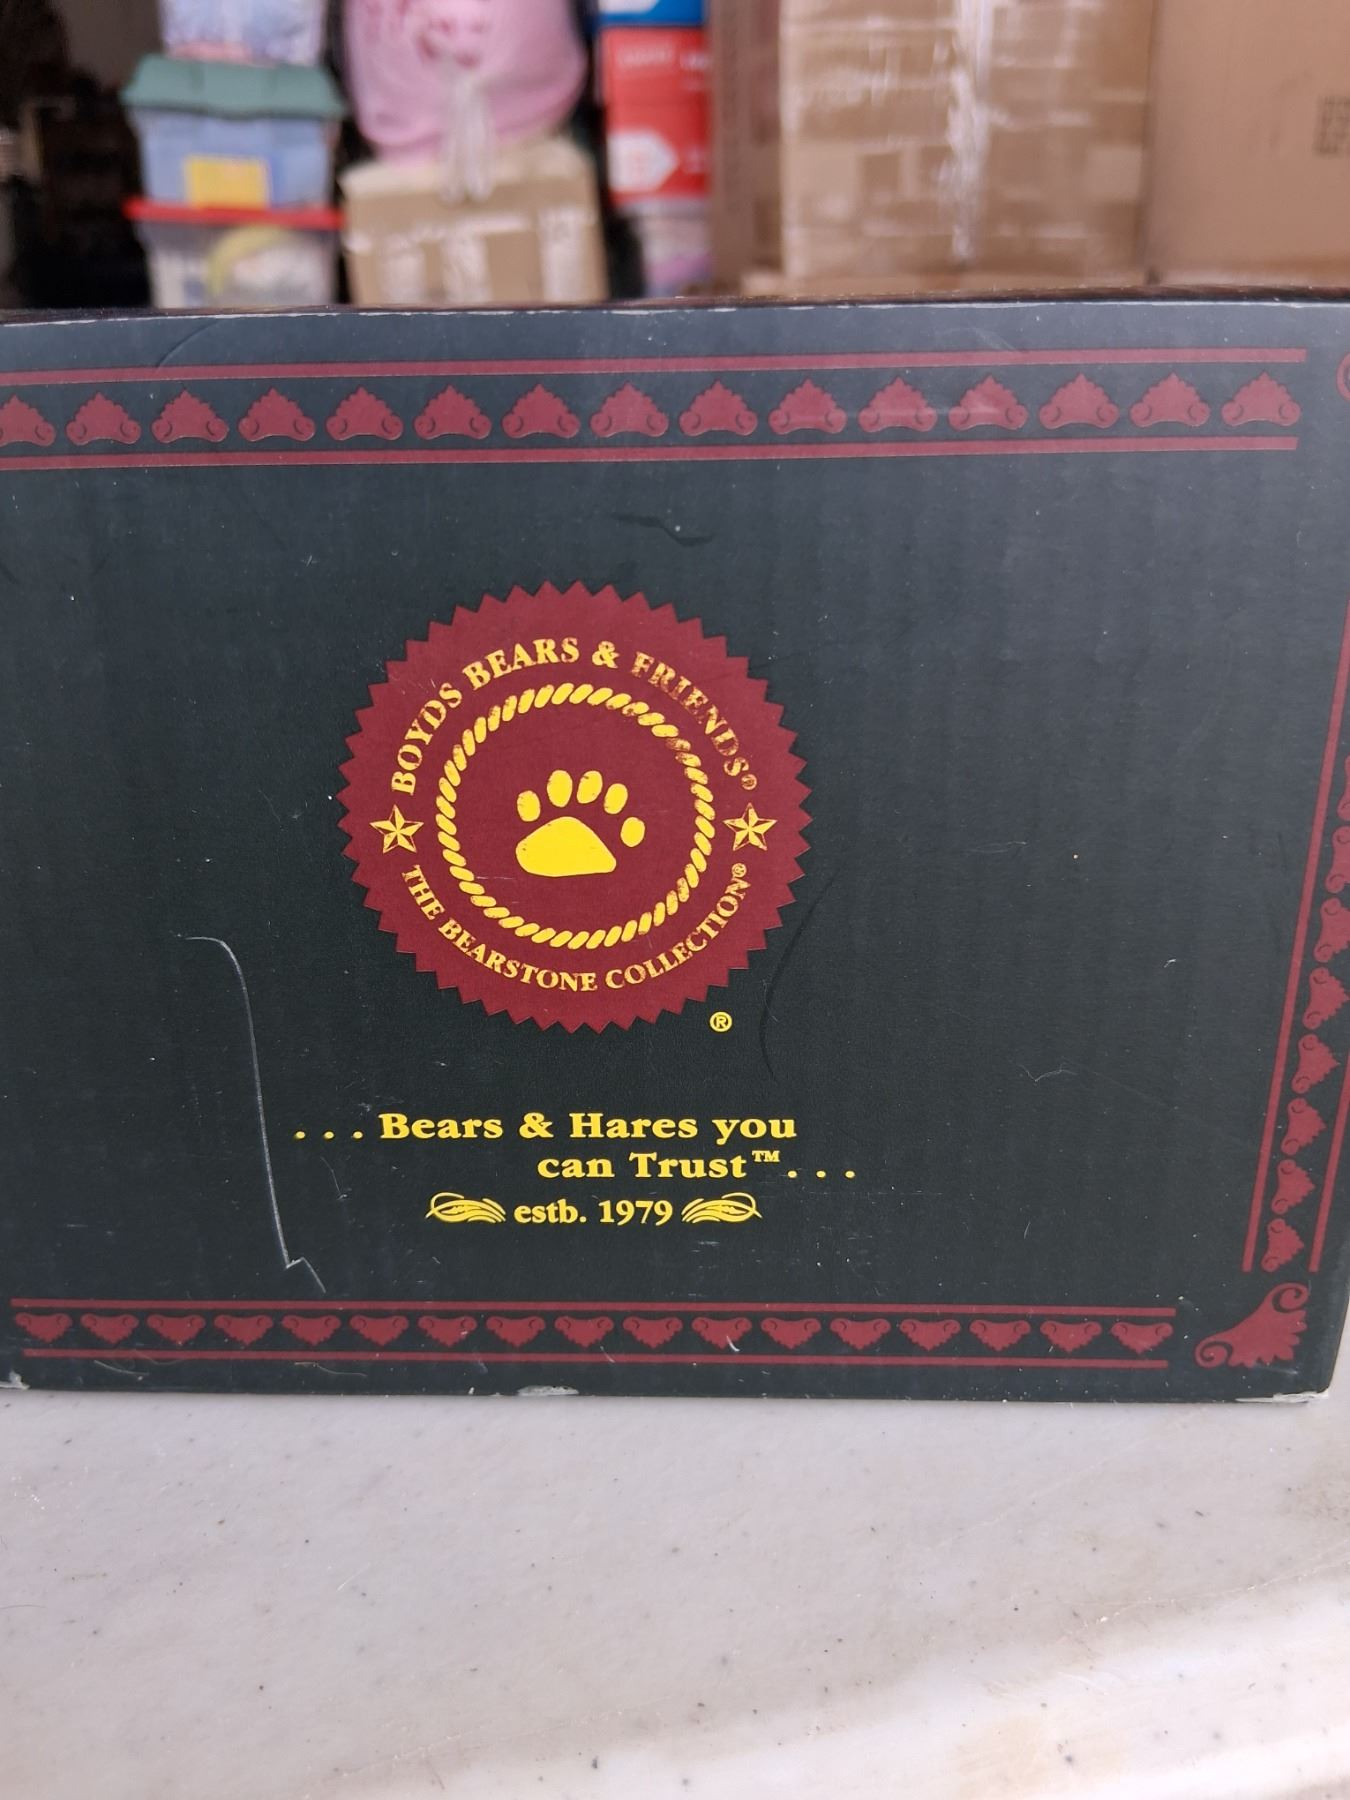 BOYDS BEARS & FRIENDS®
THE BEARSTONE COLLECTION®
®
. . . Bears & Hares you
can Trust™. . .
estb. 1979